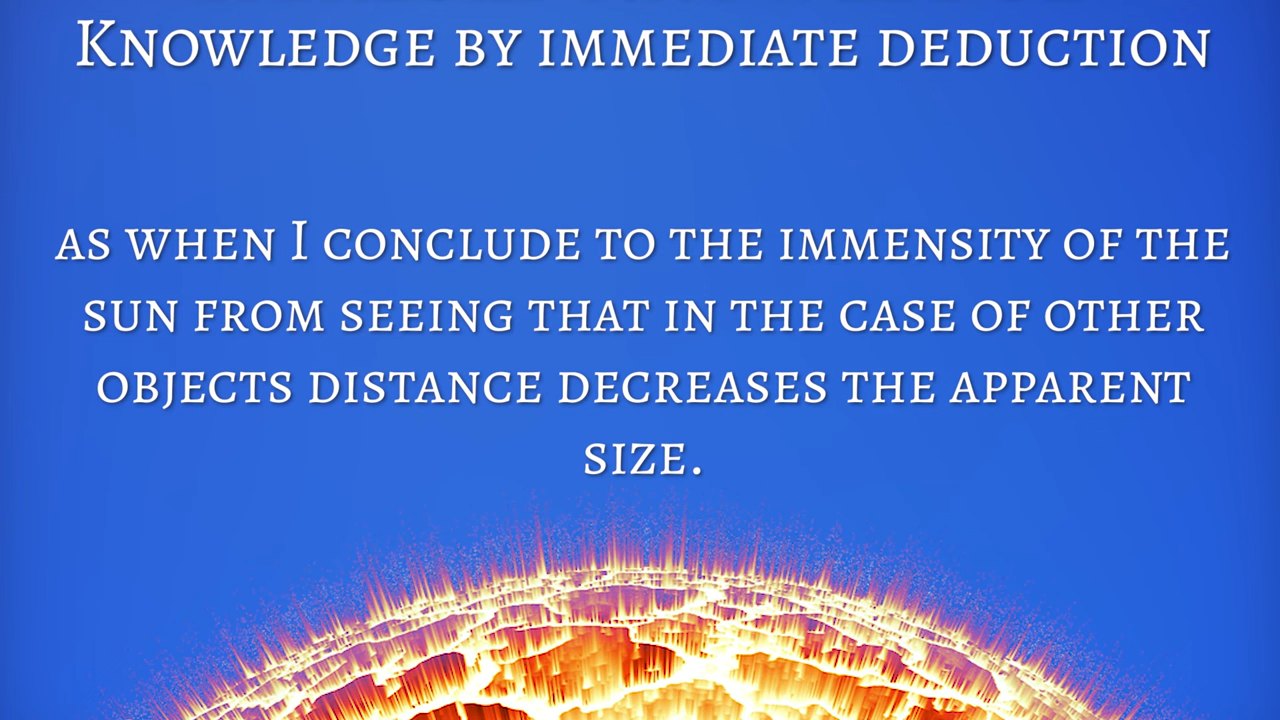 Knowledge by immediate deduction
as when I conclude to the immensity of the
sun from seeing that in the case of other
objects distance decreases the apparent
size.